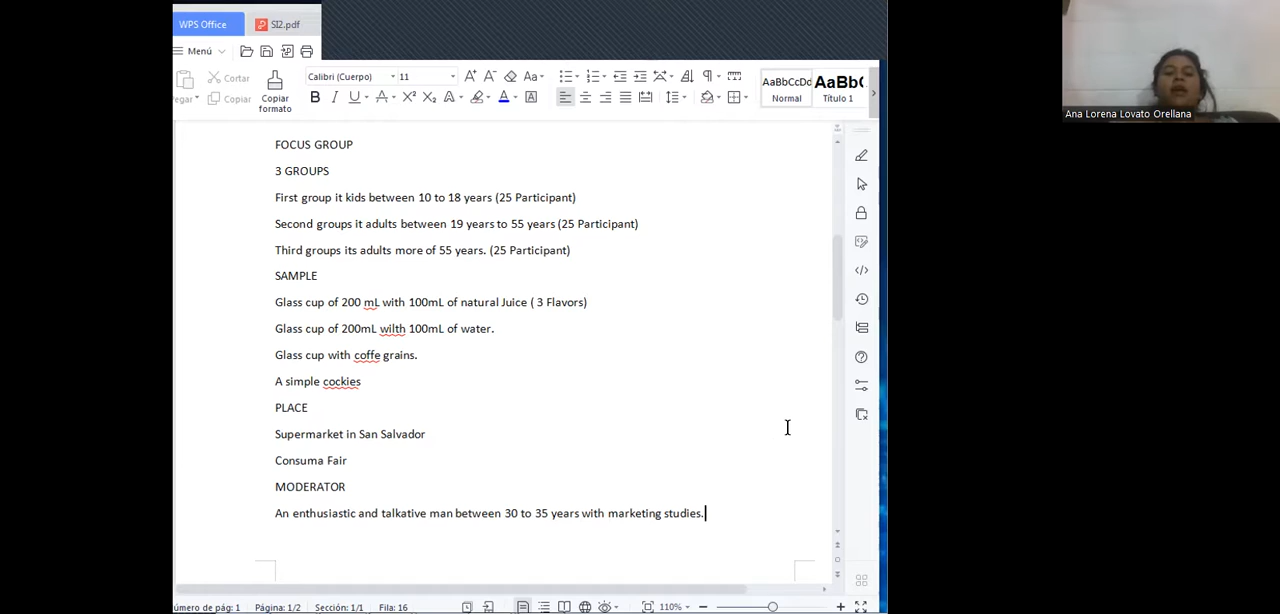 WPS Office
SI2.pdf
Menú
Cortar
Copiar
Copiar
formato
Calibri (Cuerpo)
11
AaBbCcDd
Normal
AaBb
Título 1
FOCUS GROUP
3 GROUPS
First group it kids between 10 to 18 years (25 Participant)
Second groups it adults between 19 years to 55 years (25 Participant)
Third groups its adults more of 55 years. (25 Participant)
SAMPLE
Glass cup of 200 mL with 100mL of natural Juice ( 3 Flavors)
Glass cup of 200mL wilth 100mL of water.
Glass cup with coffe grains.
A simple cockies
PLACE
Supermarket in San Salvador
Consuma Fair
MODERATOR
An enthusiastic and talkative man between 30 to 35 years with marketing studies.
úmero de pág: 1 Página: 1/2 Sección: 1/1 Fila: 16 110%
Ana Lorena Lovato Orellana